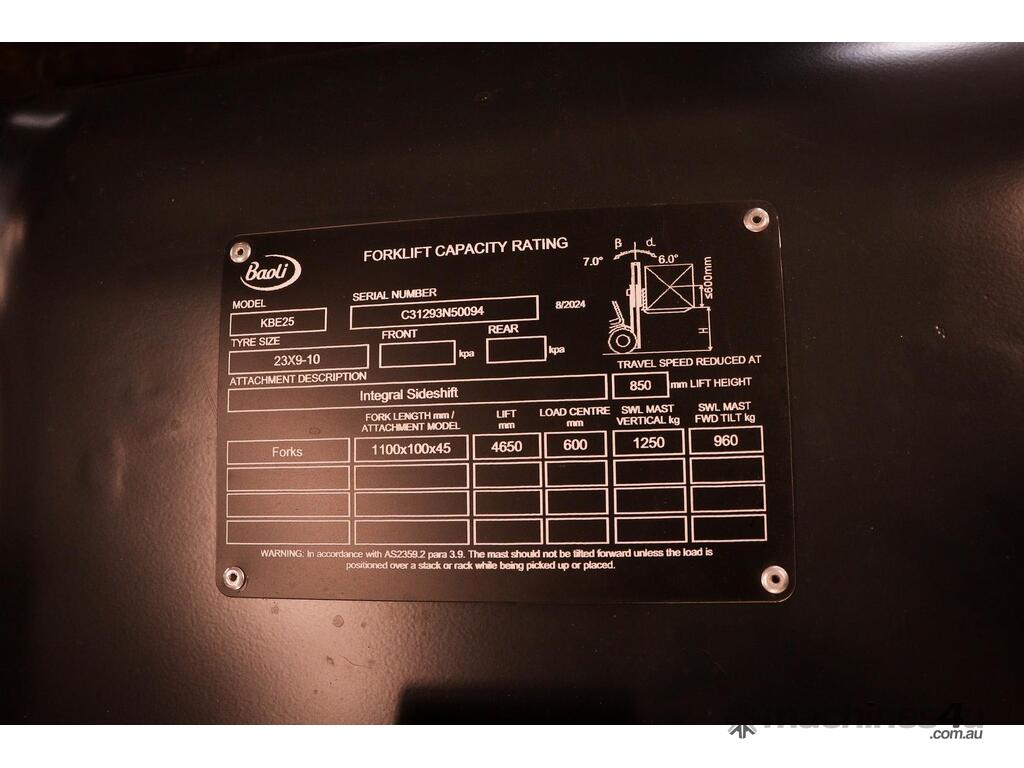 Baoli
FORKLIFT CAPACITY RATING
β d
7.0° 6.0°
≤600mm
H
MODEL SERIAL NUMBER
KBE25 C31293N50094 8/2024
TYRE SIZE FRONT REAR
23X9-10 kpa kpa
TRAVEL SPEED REDUCED AT
ATTACHMENT DESCRIPTION
Integral Sideshift 850 mm LIFT HEIGHT
FORK LENGTH mm / ATTACHMENT MODEL LIFT mm LOAD CENTRE mm SWL MAST VERTICAL kg SWL MAST FWD TILT kg
Forks 1100x100x45 4650 600 1250 960
WARNING: In accordance with AS2359.2 para 3.9. The mast should not be tilted forward unless the load is
positioned over a stack or rack while being picked up or placed.
machines4u
.com.au